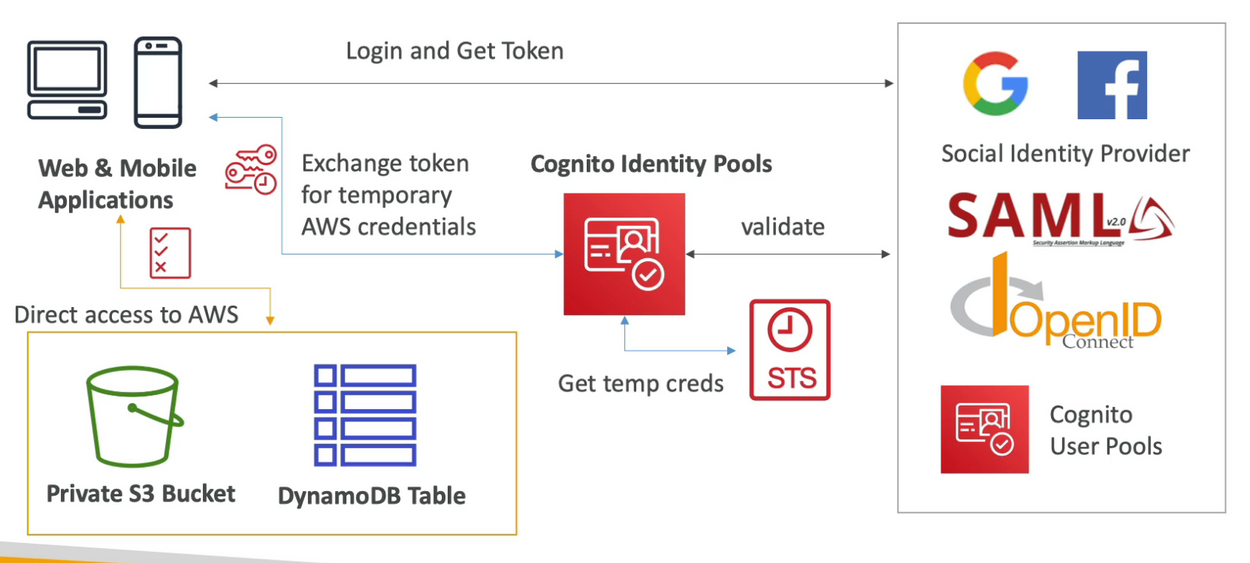 Login and Get Token
Web & Mobile
Applications
Exchange token
for temporary
AWS credentials
Cognito Identity Pools
validate
Social Identity Provider
SAML v2.0
Security Assertion Markup Language
OpenID
Connect
Direct access to AWS
Get temp creds
STS
Cognito
User Pools
Private S3 Bucket
DynamoDB Table